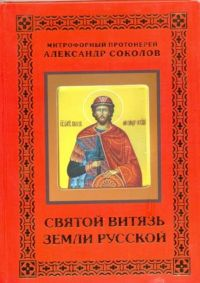 МИТРОФОРНЫЙ ПРОТОИЕРЕЙ
АЛЕКСАНДР СОКОЛОВ
СВЯТОЙ ВИТЯЗЬ
ЗЕМЛИ РУССКОЙ